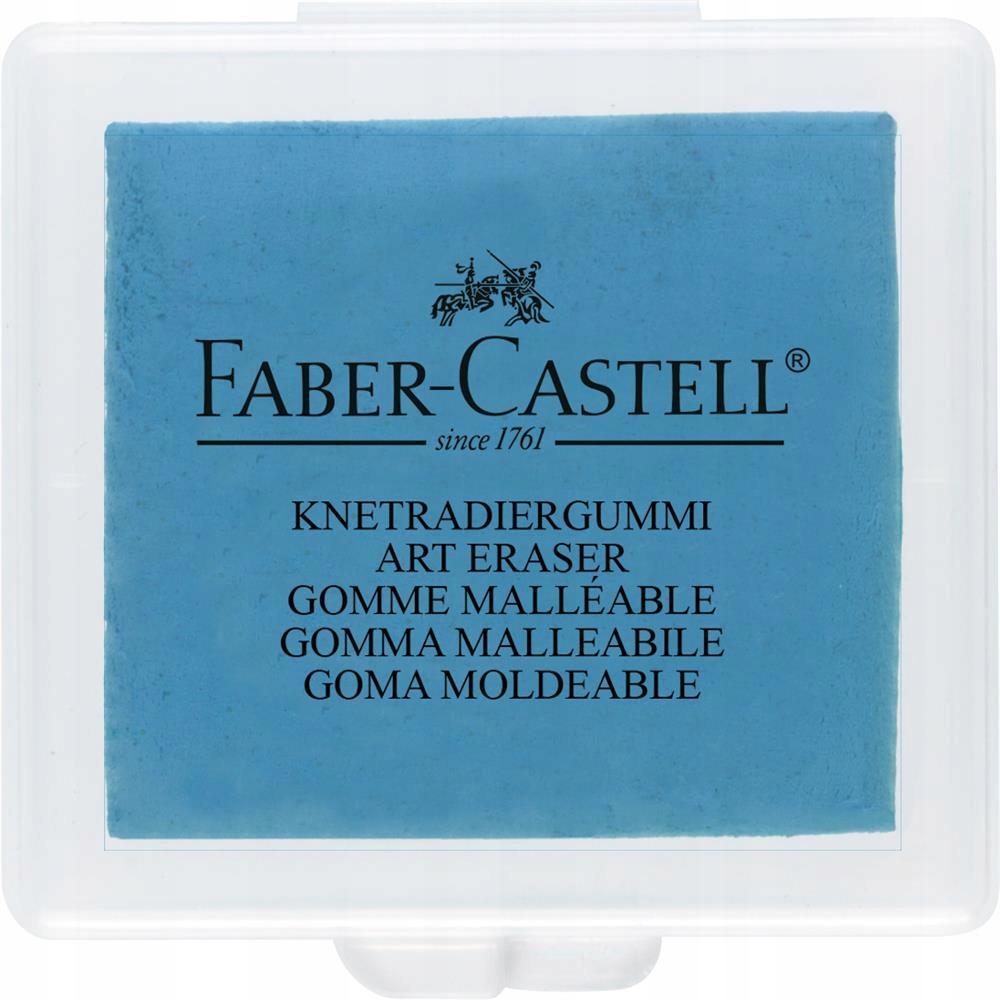 FABER-CASTELL®
since 1761
KNETRADIERGUMMI
ART ERASER
GOMME MALLÉABLE
GOMMA MALLEABILE
GOMA MOLDEABLE